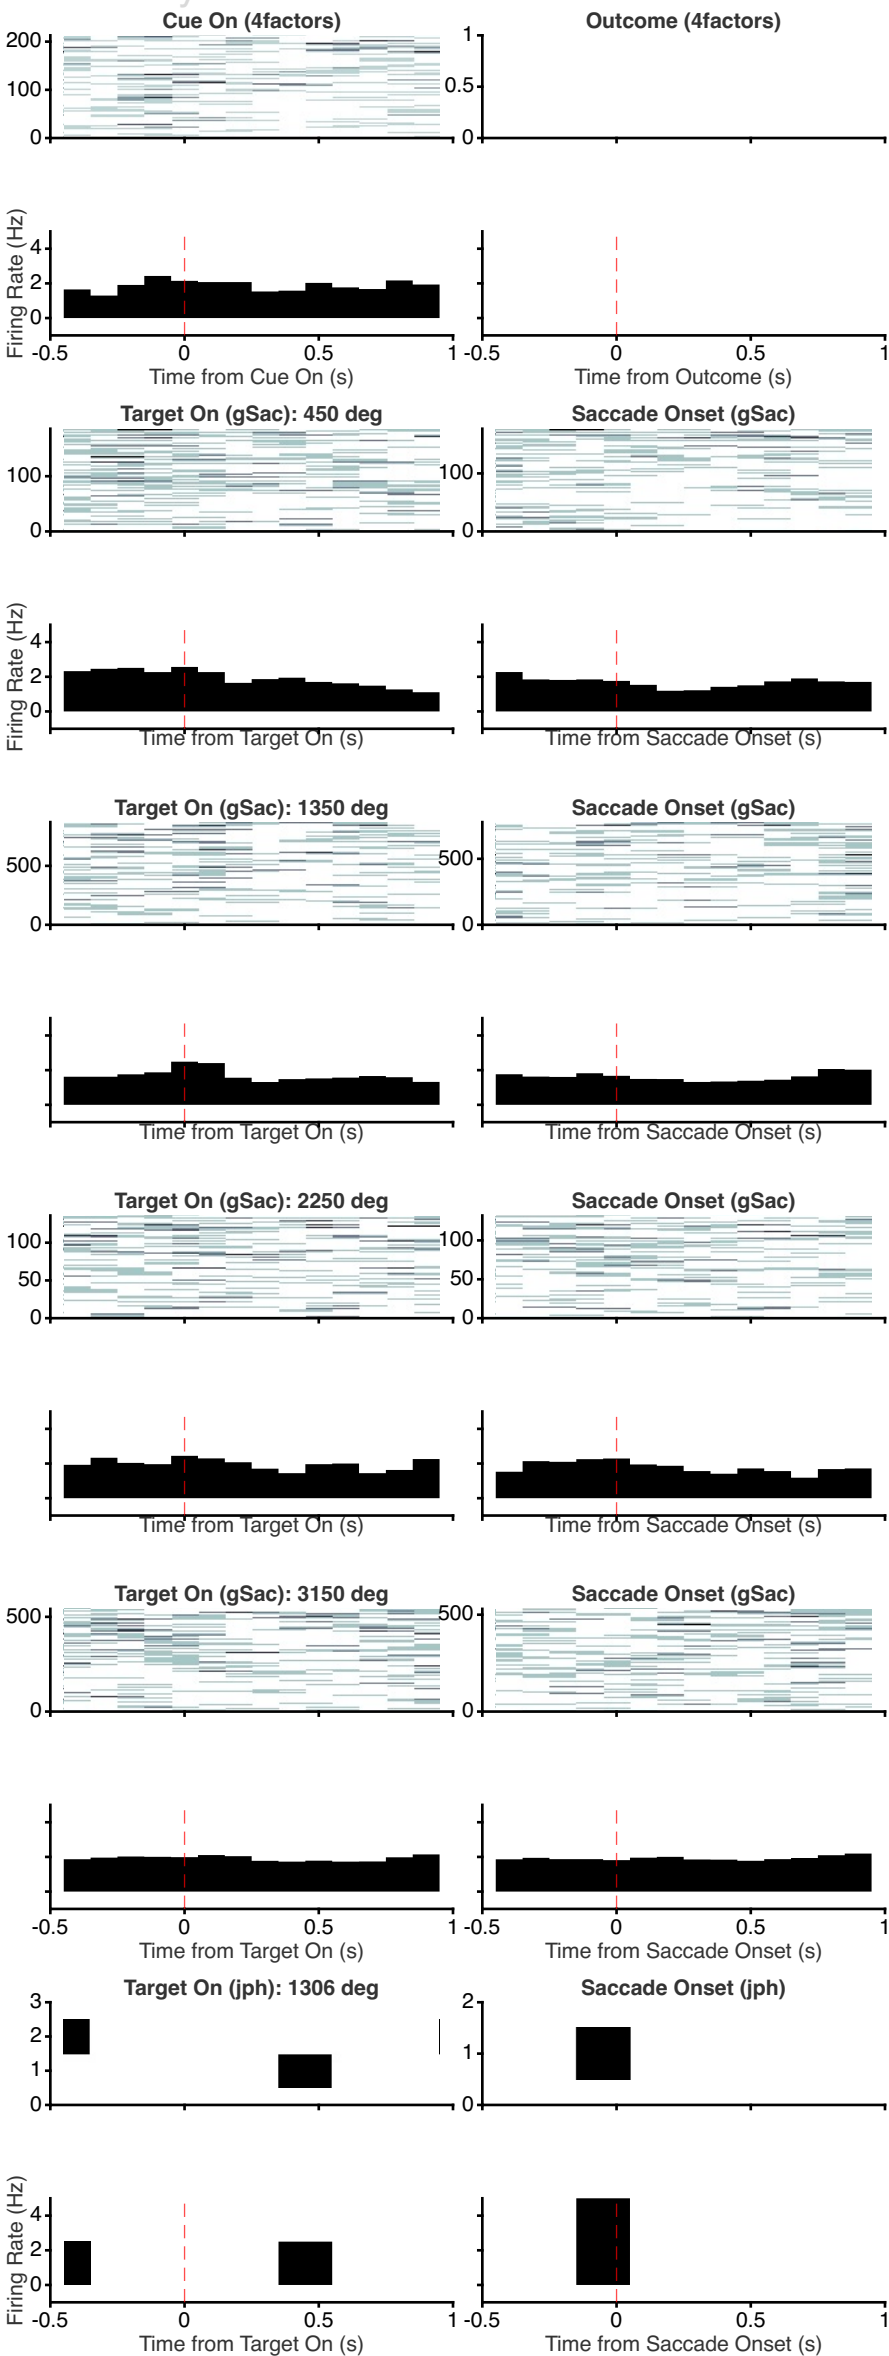 Cue On (4factors)
Outcome (4factors)
200
100
0
1
0.5
0
Firing Rate (Hz)
4
2
0
-0.5 0 0.5 1
-0.5 0 0.5 1
Time from Cue On (s)
Time from Outcome (s)
Target On (gSac): 450 deg
Saccade Onset (gSac)
100
0
100
0
Firing Rate (Hz)
4
2
0
Time from Target On (s)
Time from Saccade Onset (s)
Target On (gSac): 1350 deg
Saccade Onset (gSac)
500
0
500
0
Time from Target On (s)
Time from Saccade Onset (s)
Target On (gSac): 2250 deg
Saccade Onset (gSac)
100
50
0
100
50
0
Time from Target On (s)
Time from Saccade Onset (s)
Target On (gSac): 3150 deg
Saccade Onset (gSac)
500
0
500
0
-0.5 0 0.5 1
-0.5 0 0.5 1
Time from Target On (s)
Time from Saccade Onset (s)
Target On (jph): 1306 deg
Saccade Onset (jph)
3
2
1
0
2
1
0
Firing Rate (Hz)
4
2
0
-0.5 0 0.5 1
-0.5 0 0.5 1
Time from Target On (s)
Time from Saccade Onset (s)